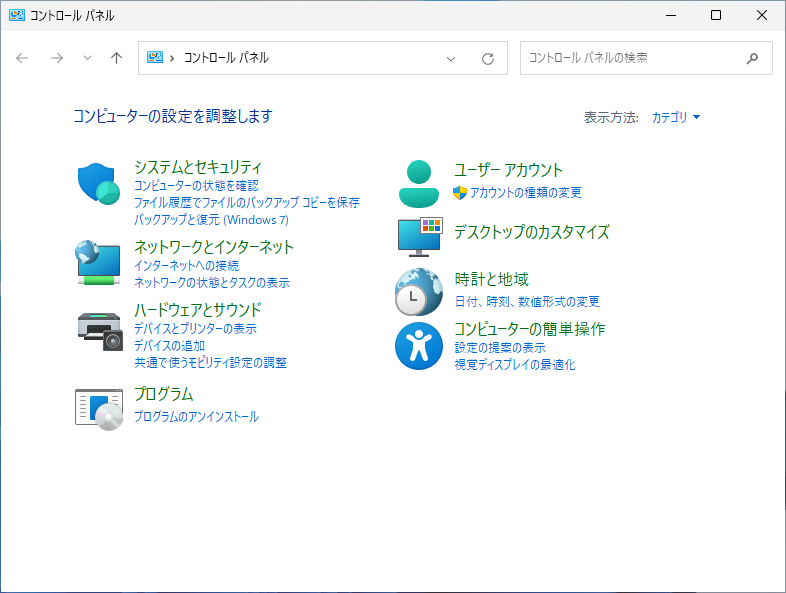 コントロール パネル
コントロール パネル
コントロール パネルの検索
コンピューターの設定を調整します
表示方法: カテゴリ
システムとセキュリティ
コンピューターの状態を確認
ファイル履歴でファイルのバックアップ コピーを保存
バックアップと復元 (Windows 7)
ネットワークとインターネット
インターネットへの接続
ネットワークの状態とタスクの表示
ハードウェアとサウンド
デバイスとプリンターの表示
デバイスの追加
共通で使うモビリティ設定の調整
プログラム
プログラムのアンインストール
ユーザー アカウント
アカウントの種類の変更
デスクトップのカスタマイズ
時計と地域
日付、時刻、数値形式の変更
コンピューターの簡単操作
設定の提案の表示
視覚ディスプレイの最適化